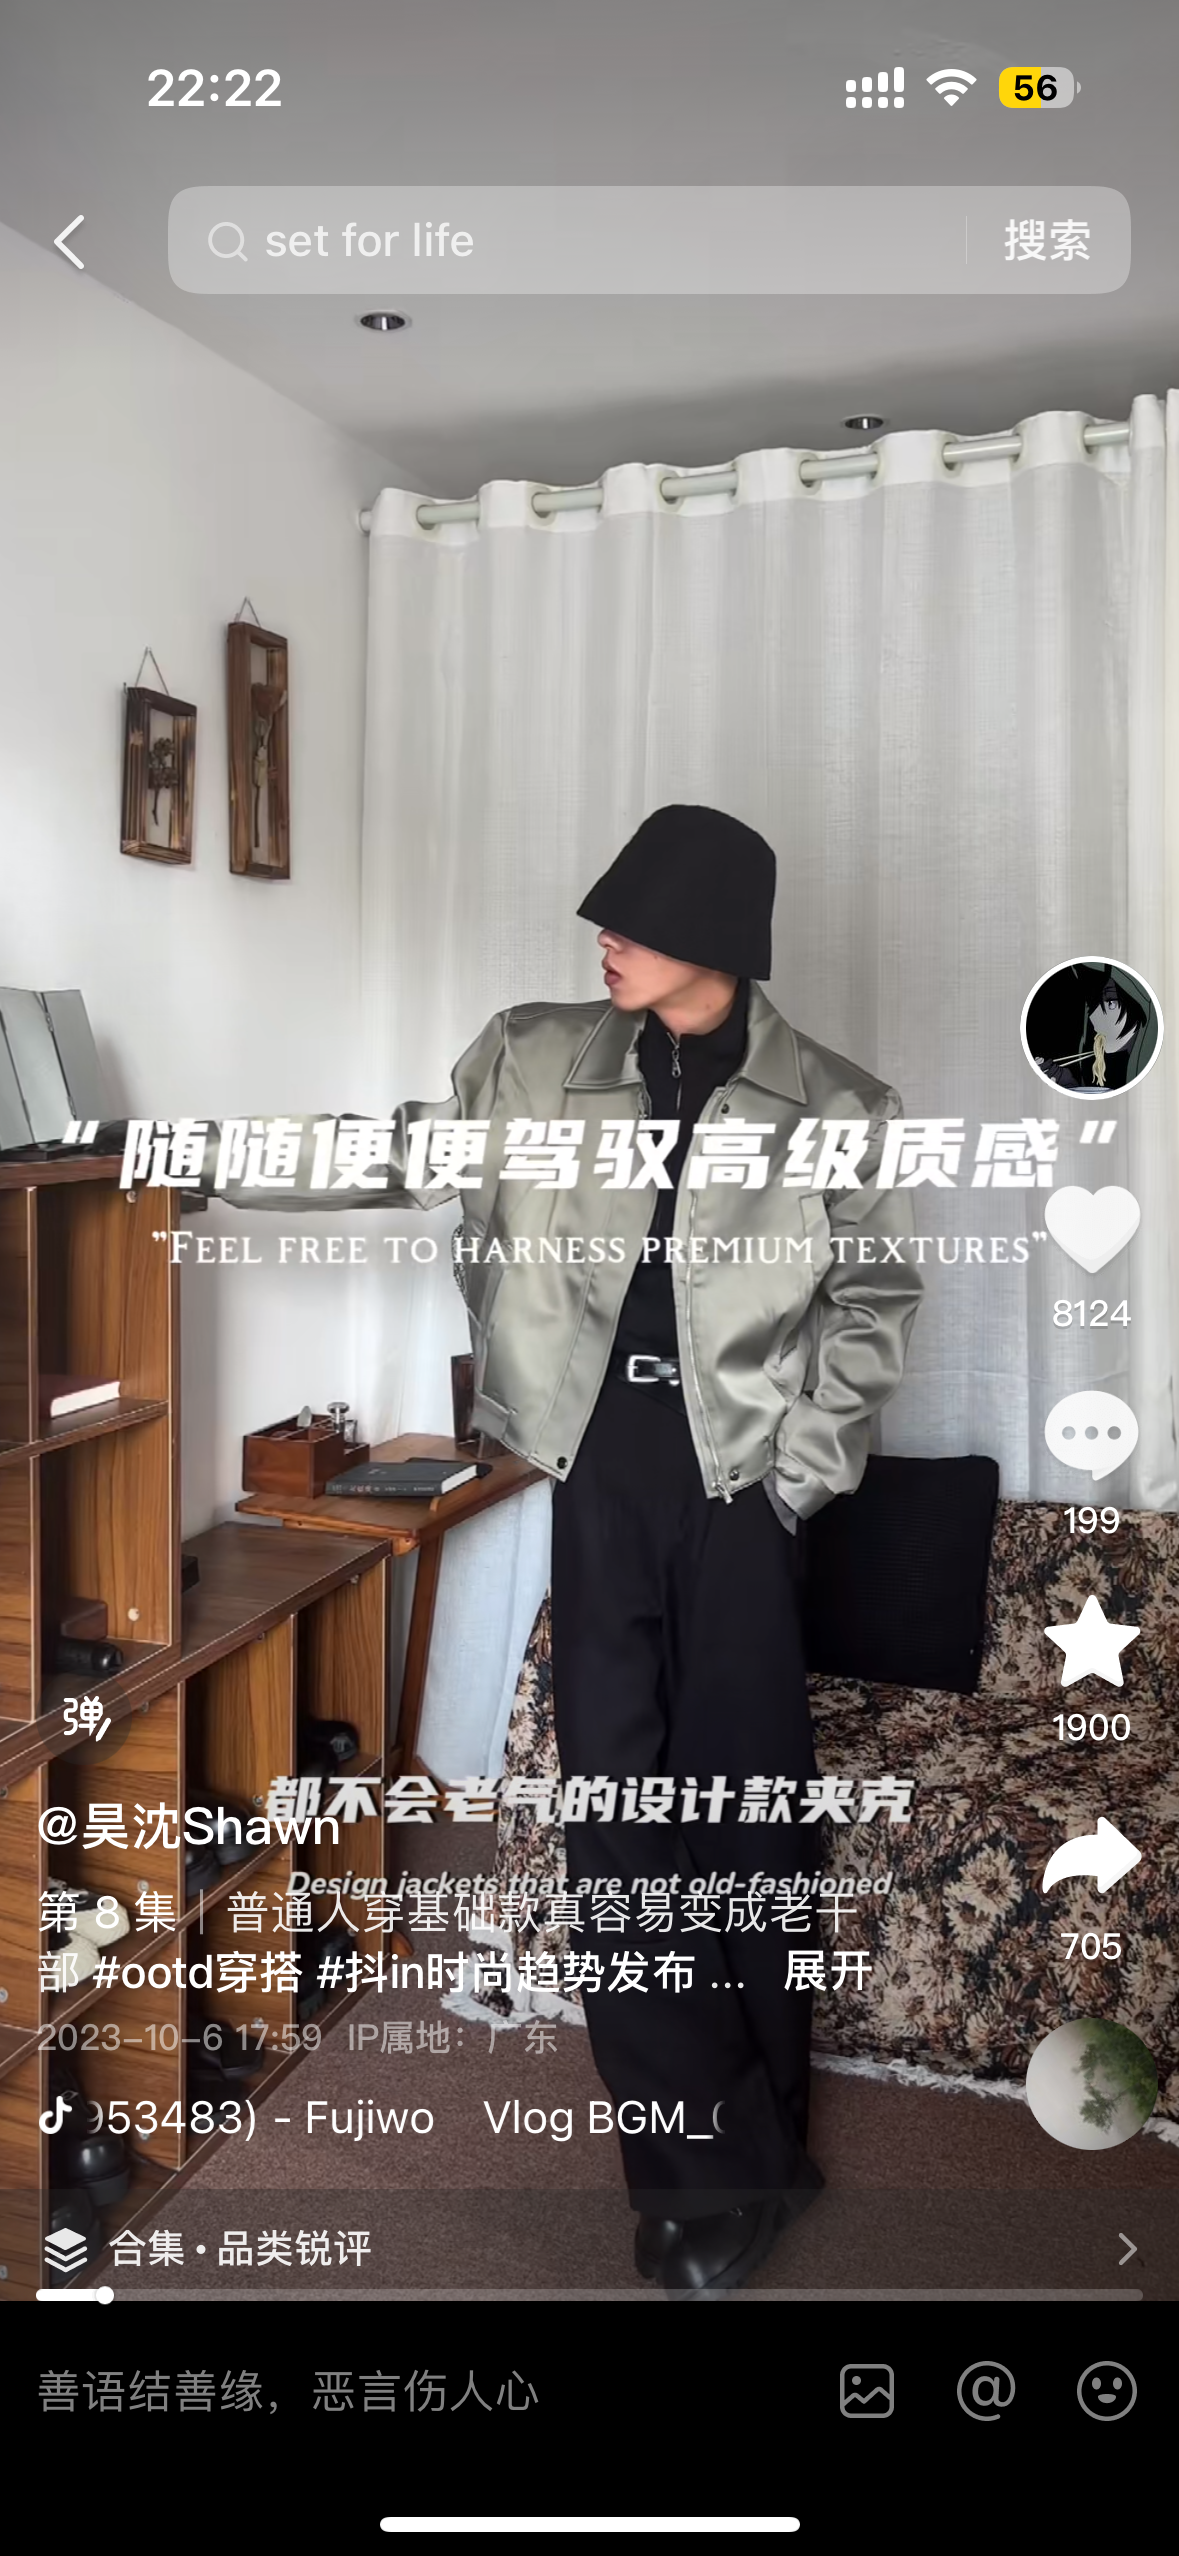 22:22
56
set for life
搜索
“随随便便驾驭高级质感”
"FEEL FREE TO HARNESS PREMIUM TEXTURES"
8124
199
1900
弹
都不会老气的设计款夹克
@昊沈Shawn
Design jackets that are not old-fashioned
第 8 集｜普通人穿基础款真容易变成老干
部 #ootd穿搭 #抖in时尚趋势发布 ... 展开
705
2023-10-6 17:59 IP属地：广东
953483) - Fujiwo Vlog BGM_
合集 • 品类锐评
善语结善缘，恶言伤人心